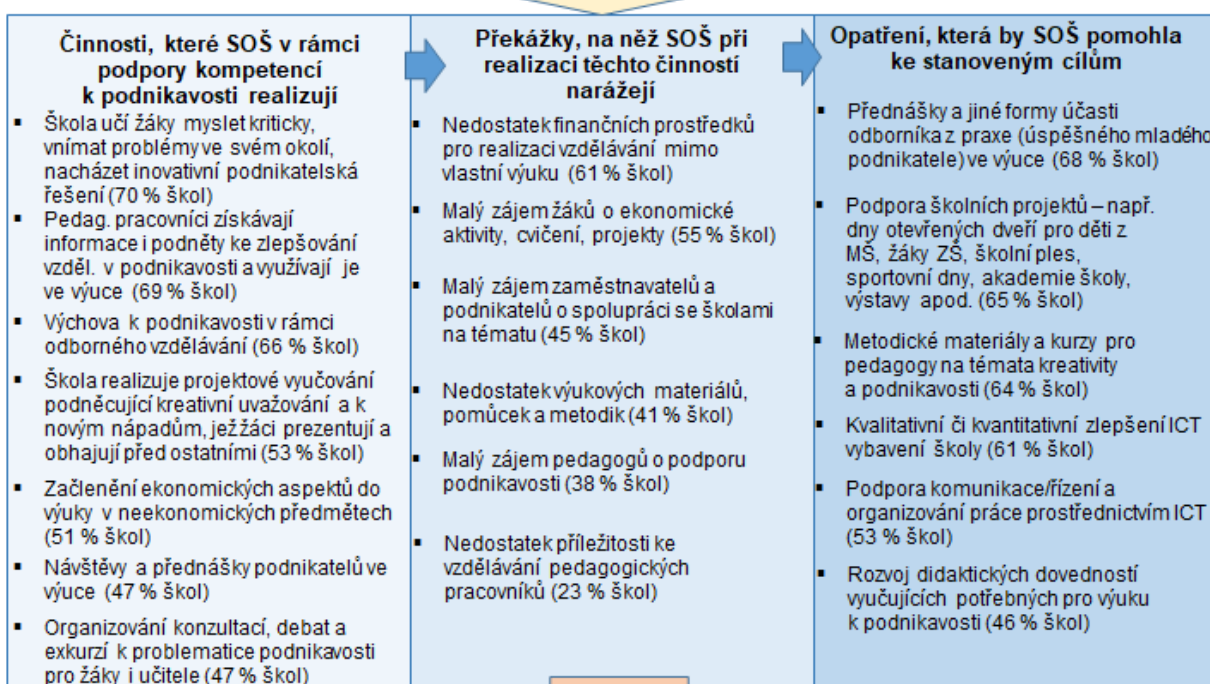 Činnosti, které SOŠ v rámci
podpory kompetencí
k podnikavosti realizují
▪ Škola učí žáky myslet kriticky,
vnímat problémy ve svém okolí,
nacházet inovativní podnikatelská
řešení (70 % škol)
▪ Pedag. pracovníci získávají
informace i podněty ke zlepšování
vzděl. v podnikavosti a využívají je
ve výuce (69 % škol)
▪ Výchova k podnikavosti v rámci
odborného vzdělávání (66 % škol)
▪ Škola realizuje projektové vyučování
podněcující kreativní uvažování a k
novým nápadům, jež žáci prezentují a
obhajují před ostatními (53 % škol)
▪ Začlenění ekonomických aspektů do
výuky v neekonomických předmětech
(51 % škol)
▪ Návštěvy a přednášky podnikatelů ve
výuce (47 % škol)
▪ Organizování konzultací, debat a
exkurzí k problematice podnikavosti
pro žáky i učitele (47 % škol)
Překážky, na něž SOŠ při
realizaci těchto činností
narážejí
▪ Nedostatek finančních prostředků
pro realizaci vzdělávání mimo
vlastní výuku (61 % škol)
▪ Malý zájem žáků o ekonomické
aktivity, cvičení, projekty (55 % škol)
▪ Malý zájem zaměstnavatelů a
podnikatelů o spolupráci se školami
na tématu (45 % škol)
▪ Nedostatek výukových materiálů,
pomůcek a metodik (41 % škol)
▪ Malý zájem pedagogů o podporu
podnikavosti (38 % škol)
▪ Nedostatek příležitosti ke
vzdělávání pedagogických
pracovníků (23 % škol)
Opatření, která by SOŠ pomohla
ke stanoveným cílům
▪ Přednášky a jiné formy účasti
odborníka z praxe (úspěšného mladého
podnikatele) ve výuce (68 % škol)
▪ Podpora školních projektů – např.
dny otevřených dveří pro děti z
MŠ, žáky ZŠ, školní ples,
sportovní dny, akademie školy,
výstavy apod. (65 % škol)
▪ Metodické materiály a kurzy pro
pedagogy na témata kreativity
a podnikavosti (64 % škol)
▪ Kvalitativní či kvantitativní zlepšení ICT
vybavení školy (61 % škol)
▪ Podpora komunikace/řízení a
organizování práce prostřednictvím ICT
(53 % škol)
▪ Rozvoj didaktických dovedností
vyučujících potřebných pro výuku
k podnikavosti (46 % škol)